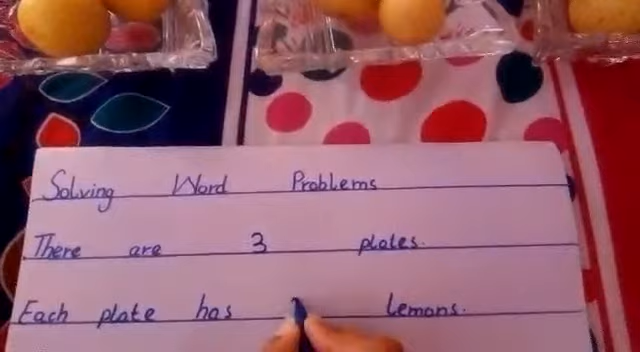 Solving Word Problems
There are 3 plates.
Each plate has lemons.